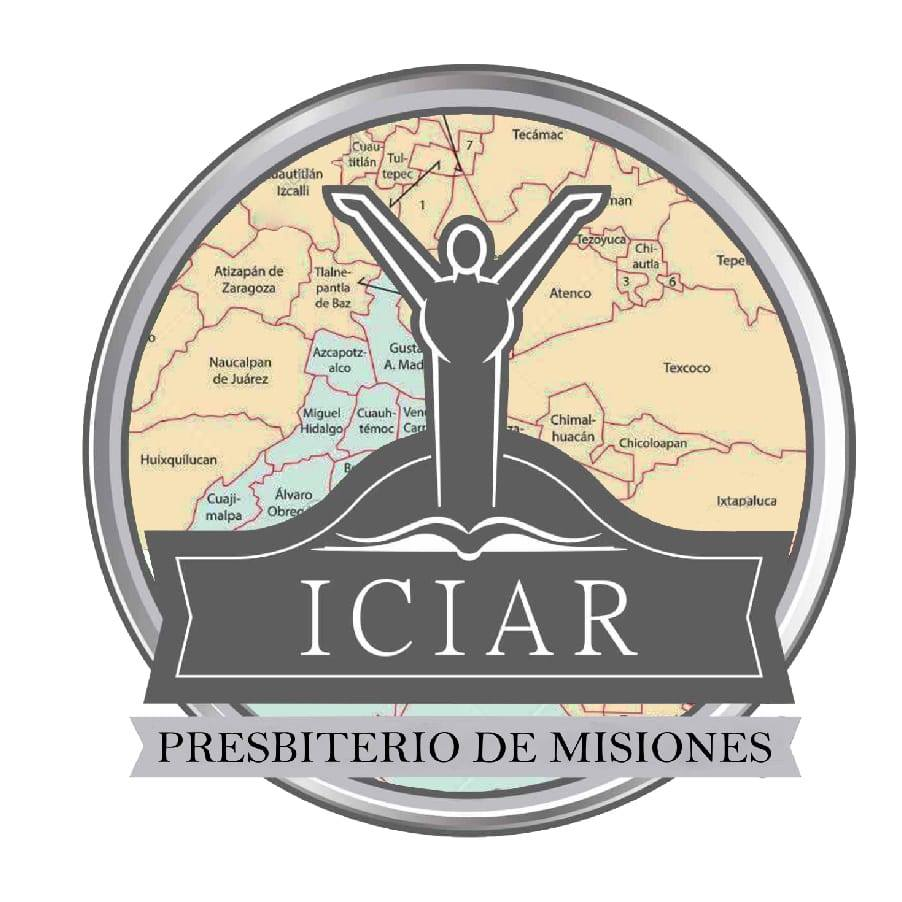 Tecámac
Cuau-
titlán
Tul-
tepec
7
Izcalli
1
Tezoyuca
Chi-
autla
3
6
Atizapán de
Zaragoza
Tlalne-
pantla
de Baz
Atenco
Naucalpan
de Juárez
Azcapotz-
alco
Texcoco
Miguel
Hidalgo
Cuauh-
témoc
Chimal-
huacán
Chicoloapan
Huixquilucan
Cuaji-
malpa
Álvaro
Ixtapaluca
ICIAR
PRESBITERIO DE MISIONES